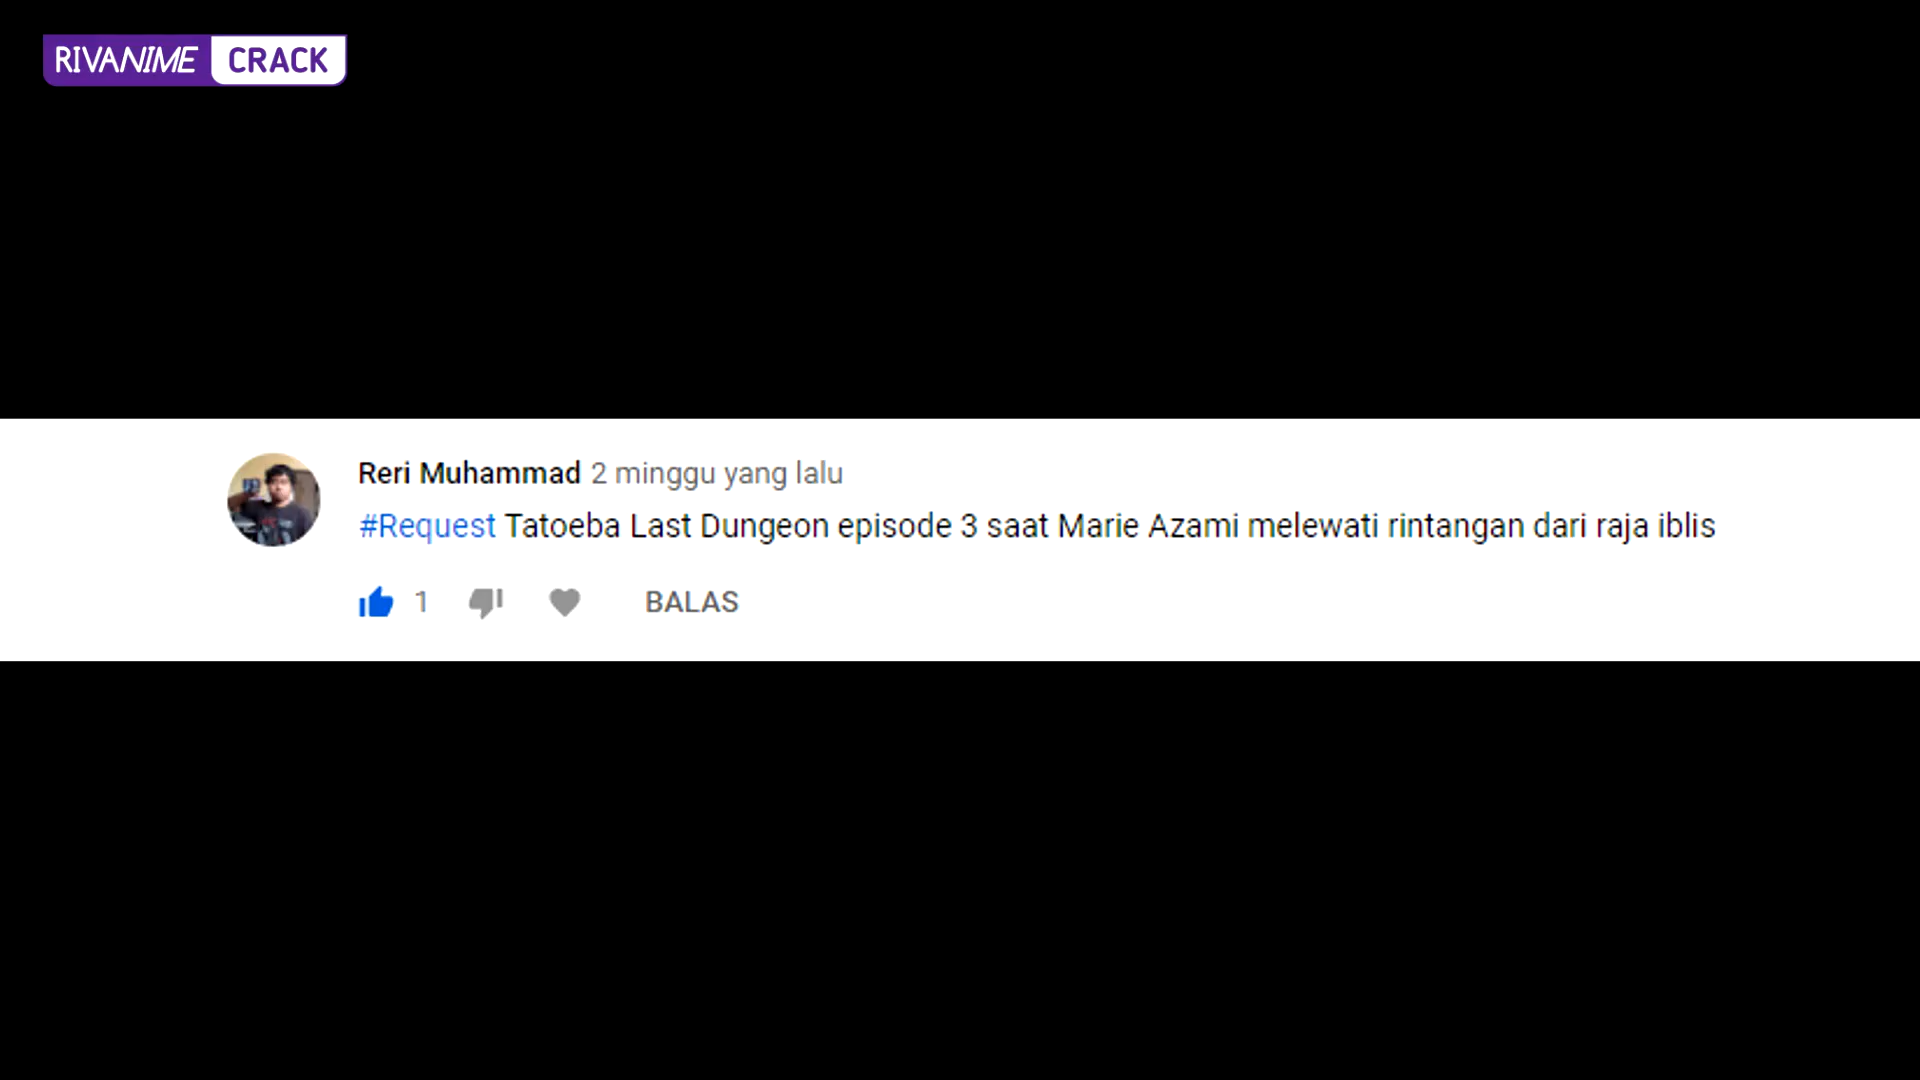 RIVANIME CRACK
Reri Muhammad 2 minggu yang lalu
#Request Tatoeba Last Dungeon episode 3 saat Marie Azami melewati rintangan dari raja iblis
1 BALAS